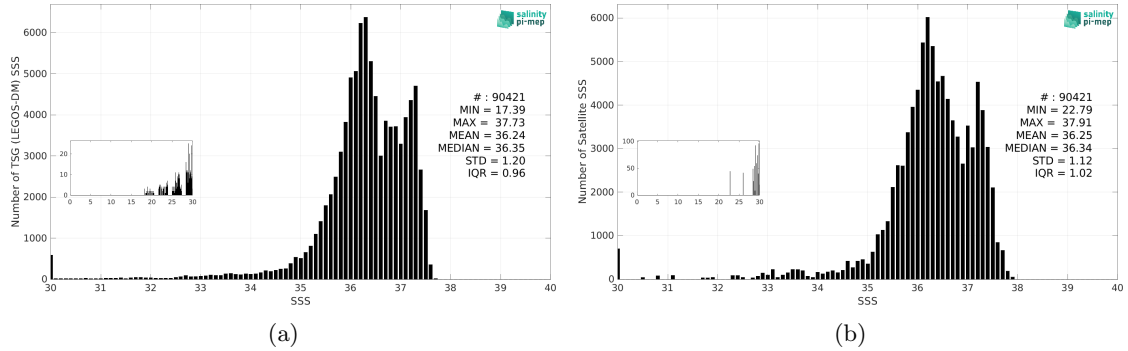 salinity
pi-mep
Number of TSG (LEGOS-DM) SSS
6000
5000
4000
3000
2000
1000
0
# : 90421
MIN = 17.39
MAX = 37.73
MEAN = 36.24
MEDIAN = 36.35
STD = 1.20
IQR = 0.96
20
10
0
0 5 10 15 20 25 30
30 31 32 33 34 35 36 37 38 39 40
SSS
(a)
salinity
pi-mep
Number of Satellite SSS
6000
5000
4000
3000
2000
1000
0
# : 90421
MIN = 22.79
MAX = 37.91
MEAN = 36.25
MEDIAN = 36.34
STD = 1.12
IQR = 1.02
100
50
0
0 5 10 15 20 25 30
30 31 32 33 34 35 36 37 38 39 40
SSS
(b)